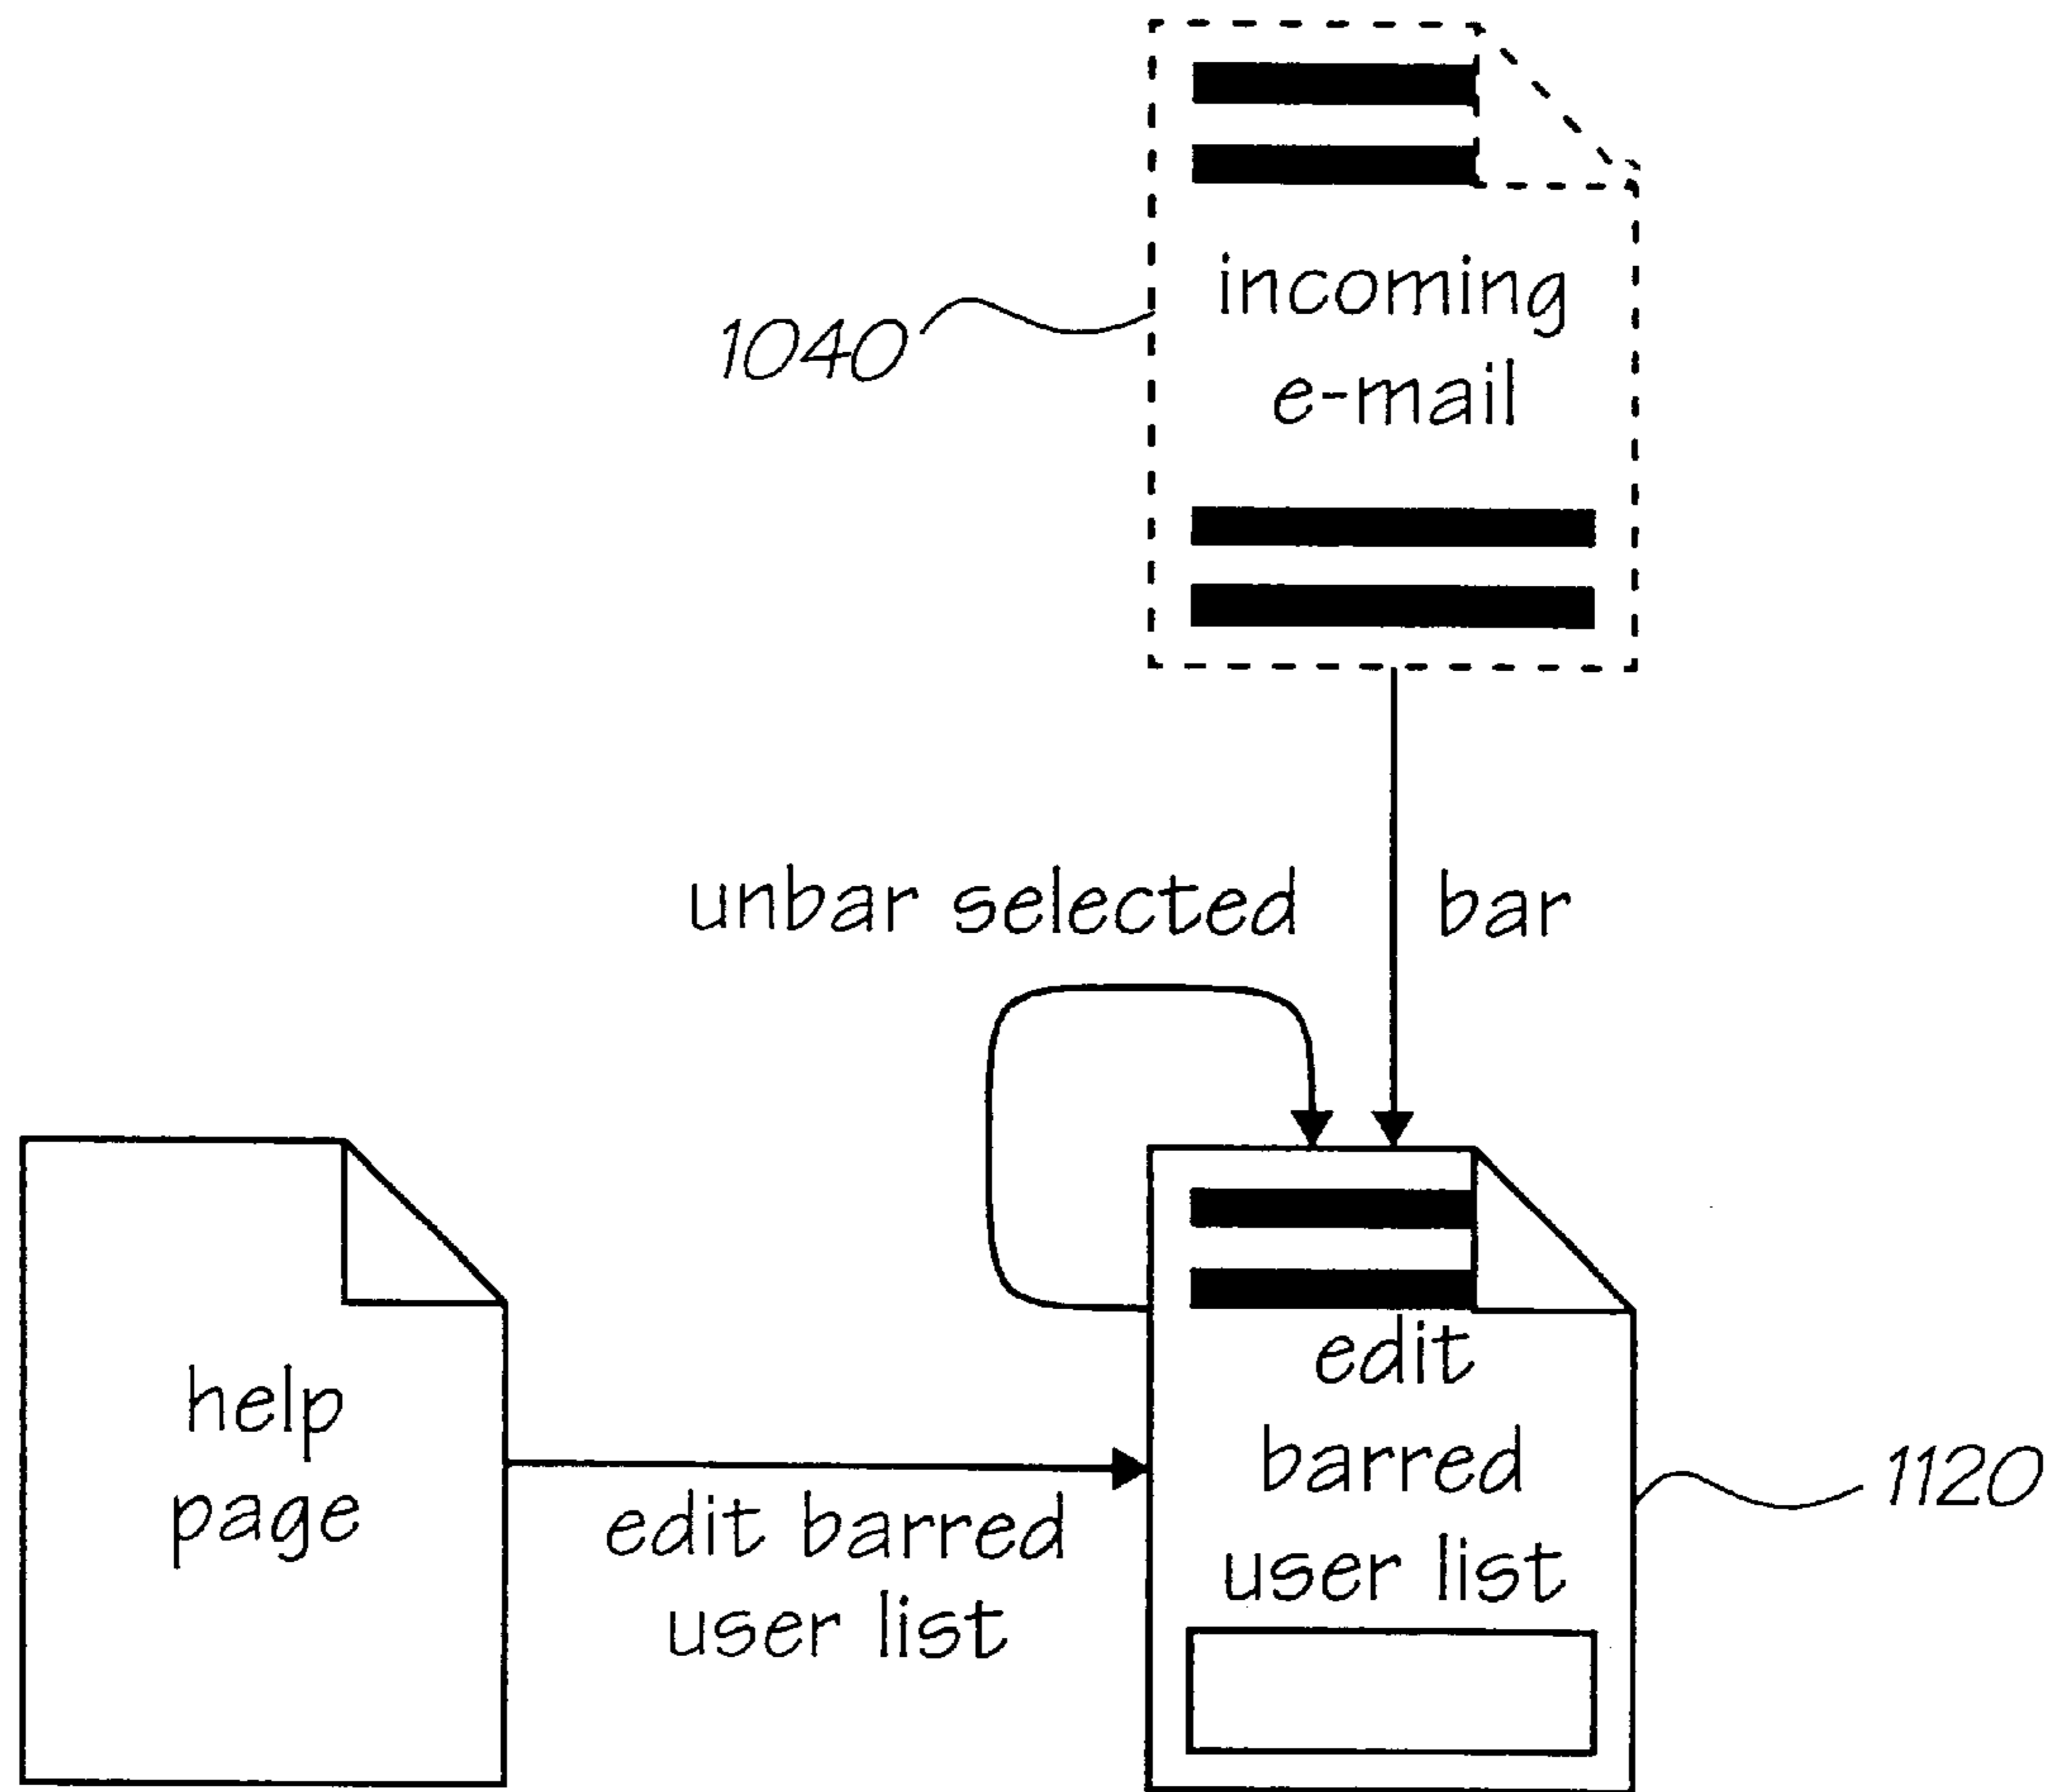 incoming
e-mail
1040
unbar selected
bar
help
page
edit barred
user list
edit
barred
user list
1120